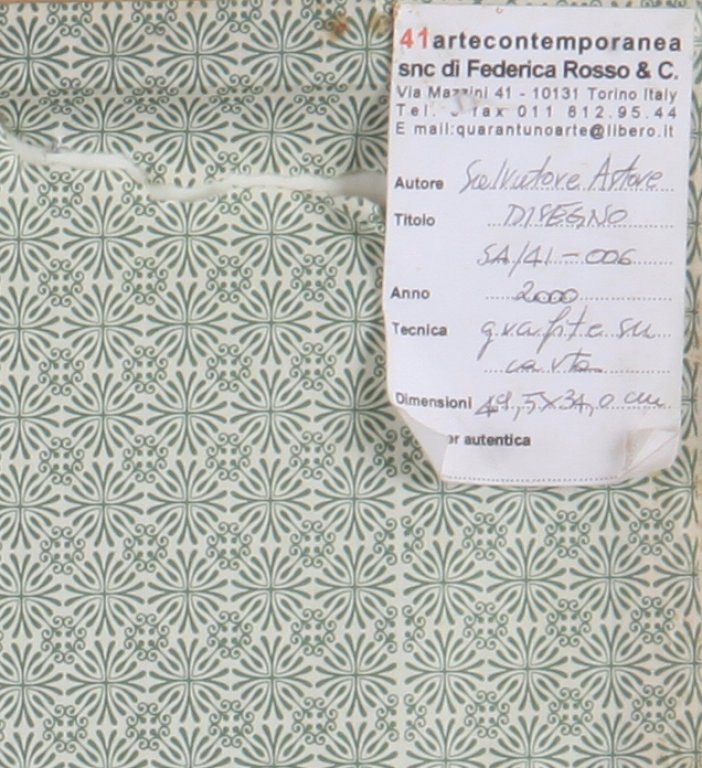 41artecontemporanea
snc di Federica Rosso & C.
Via Mazzini 41 - 10131 Torino Italy
Tel. fax 011 812.95.44
E mail:quarantunoarte@libero.it
Autore Salvatore Astore
Titolo DISEGNO
SA/41-006
Anno 2000
Tecnica grafite su
carta
Dimensioni 49,5X34,0 cm
autentica